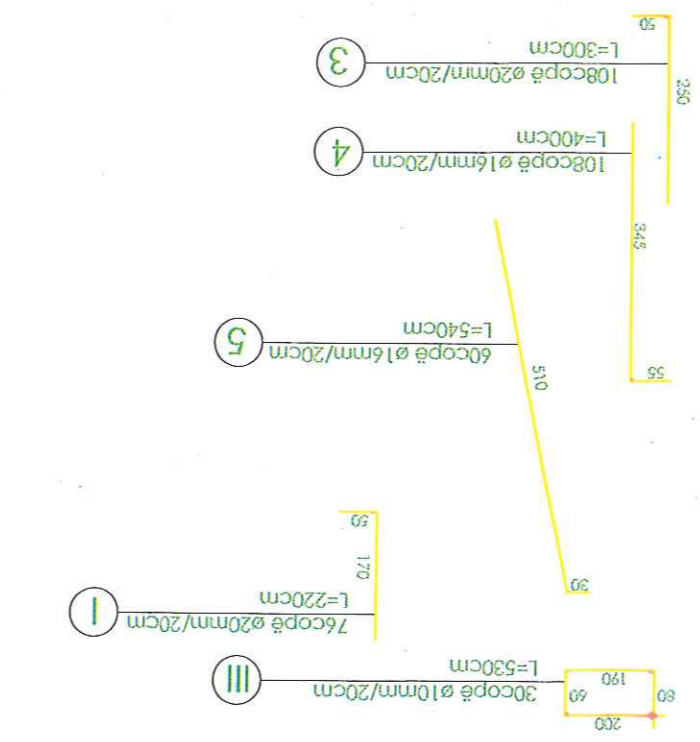 200
80
60
190
30copë ø10mm/20cm
L=530cm
III
76copë ø20mm/20cm
L=220cm
I
170
50
30
510
60copë ø16mm/20cm
L=540cm
5
55
345
108copë ø16mm/20cm
L=400cm
4
250
108copë ø20mm/20cm
L=300cm
3
50